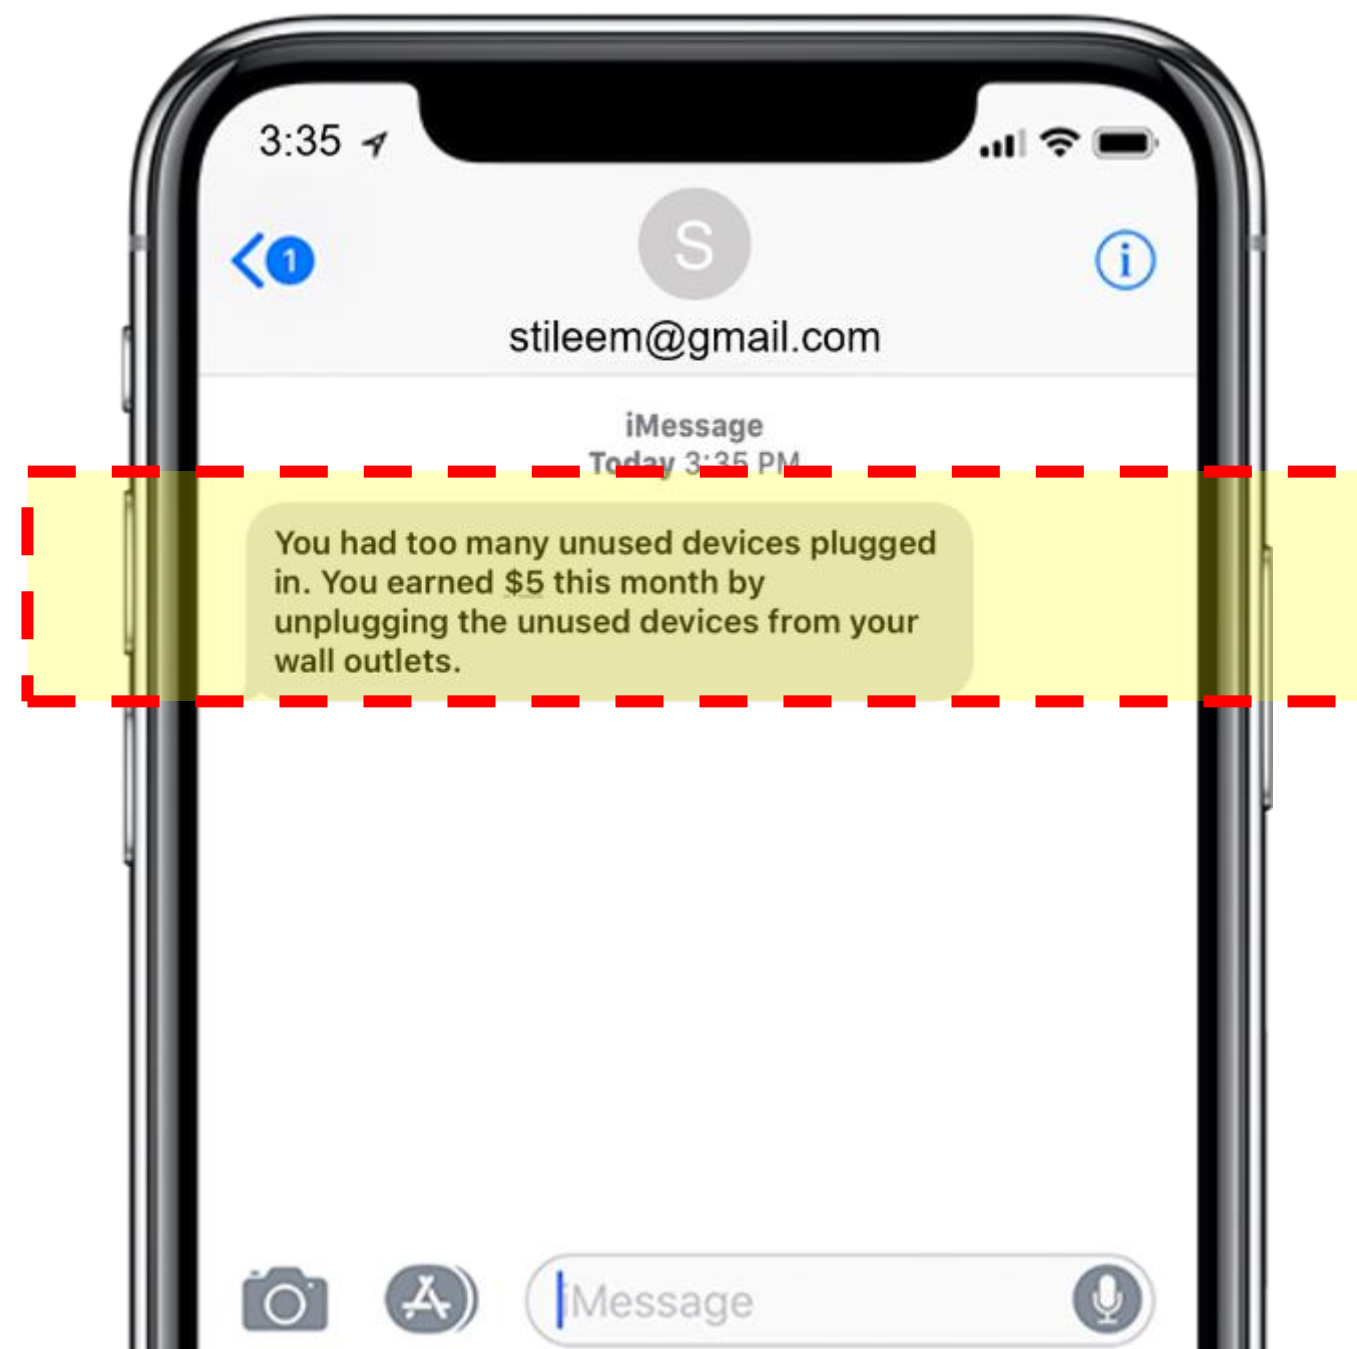 3:35
1
S
i
stileem@gmail.com
iMessage
Today 3:35 PM
You had too many unused devices plugged
in. You earned $5 this month by
unplugging the unused devices from your
wall outlets.
iMessage